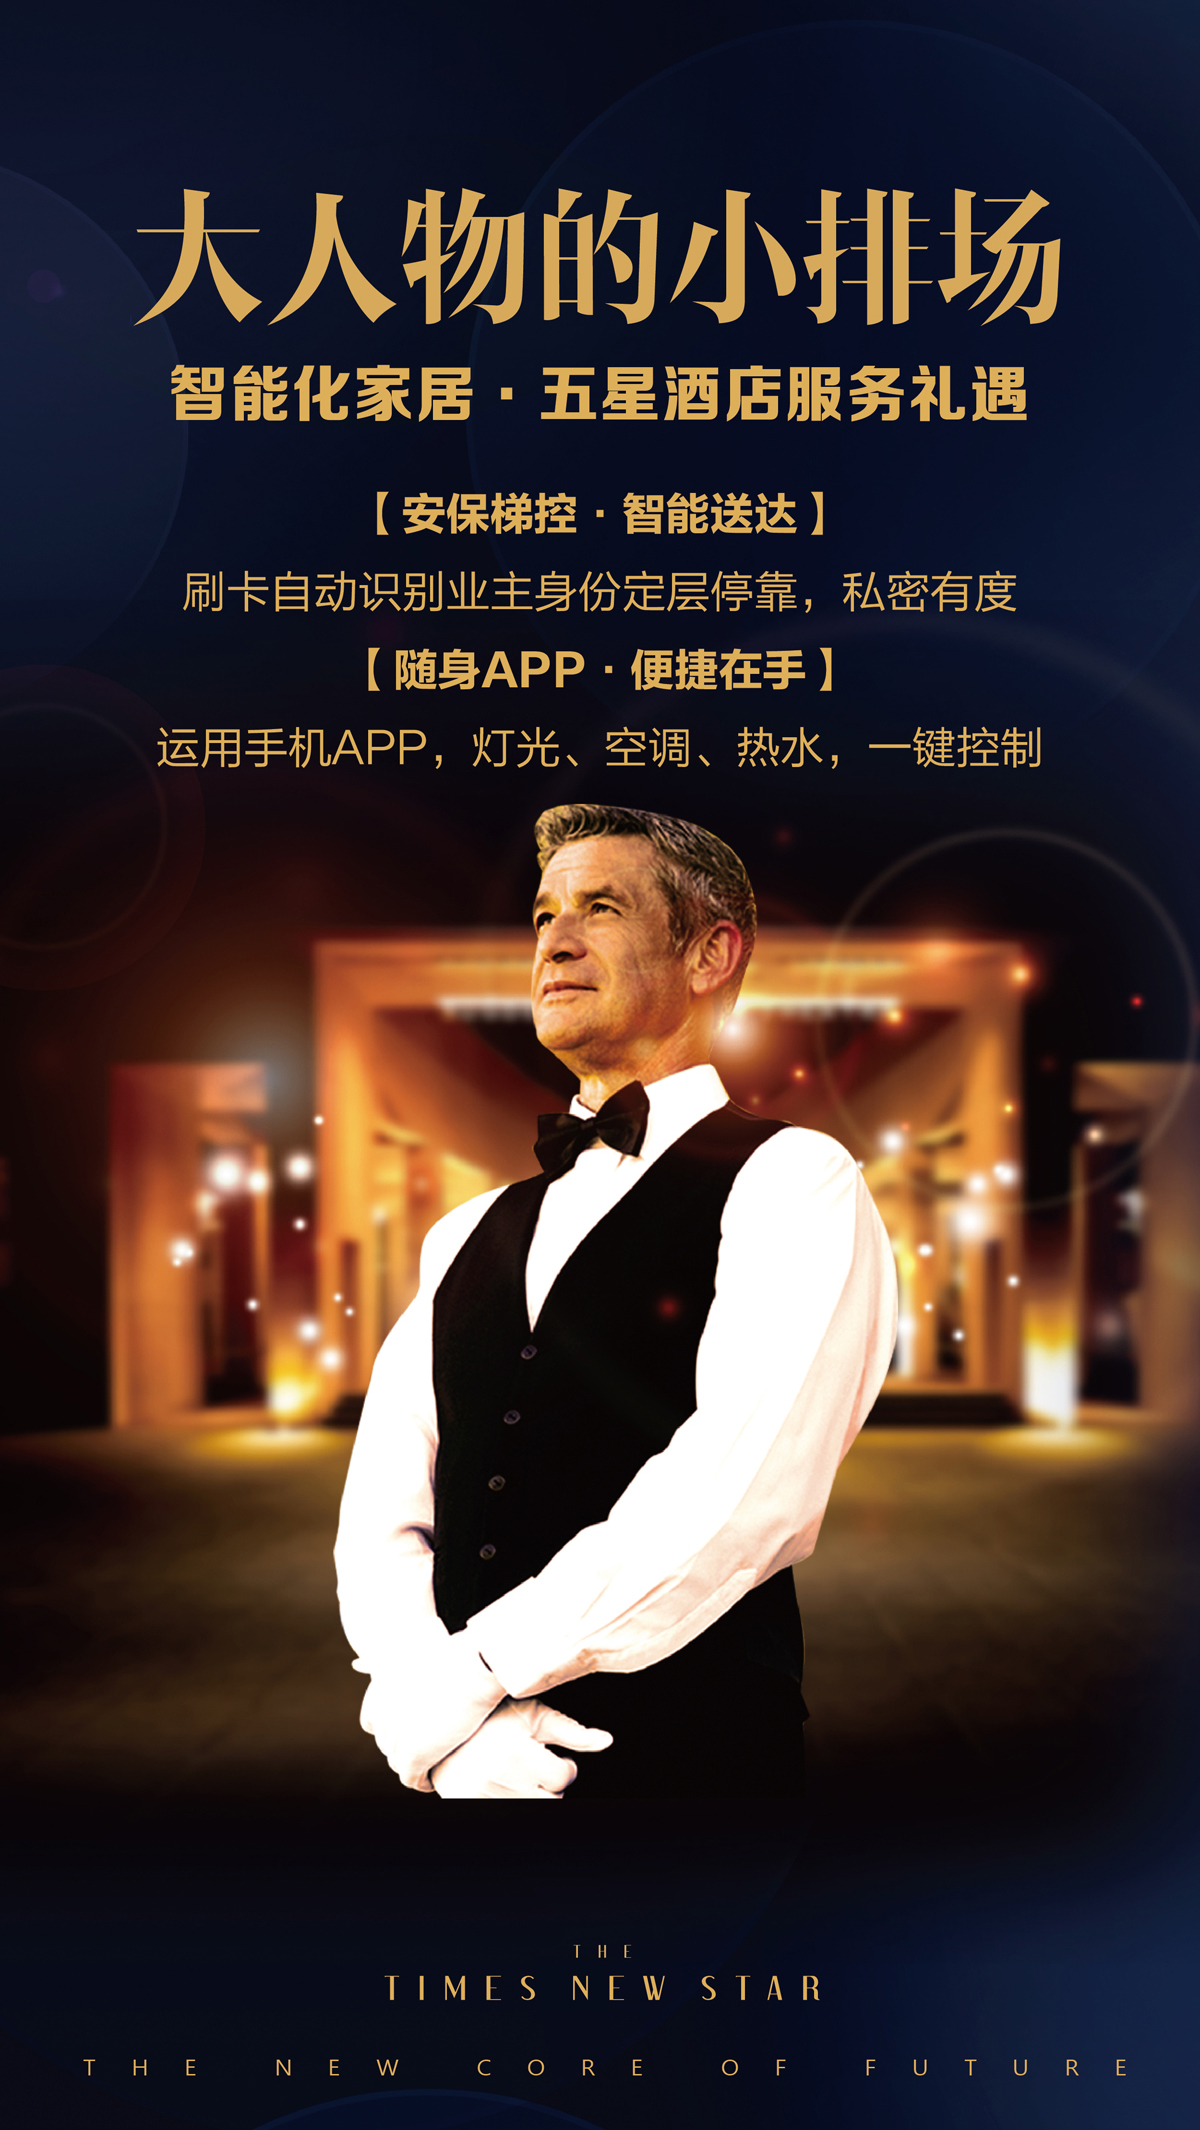 大人物的小排场
智能化家居·五星酒店服务礼遇
【安保梯控·智能送达】
刷卡自动识别业主身份定层停靠，私密有度
【随身APP·便捷在手】
运用手机APP，灯光、空调、热水，一键控制
THE
TIMES NEW STAR
THE NEW CORE OF FUTURE